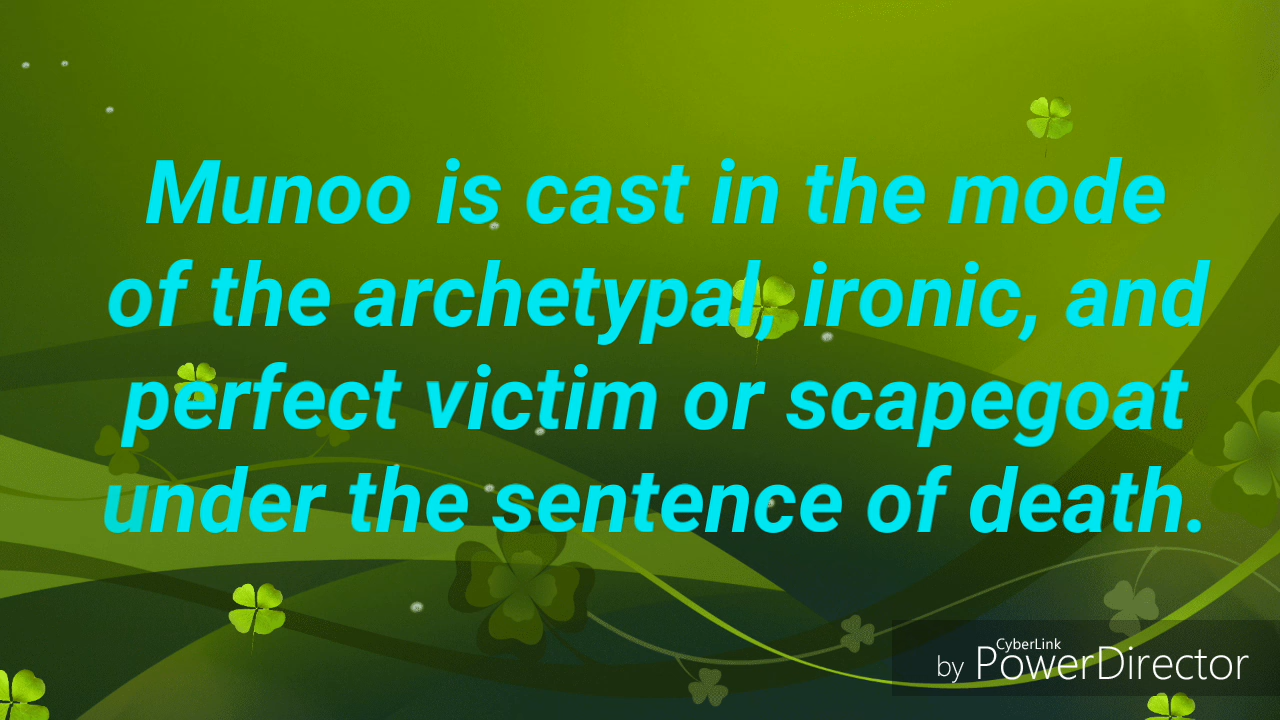 Munoo is cast in the mode
of the archetypal, ironic, and
perfect victim or scapegoat
under the sentence of death.
CyberLink
by PowerDirector